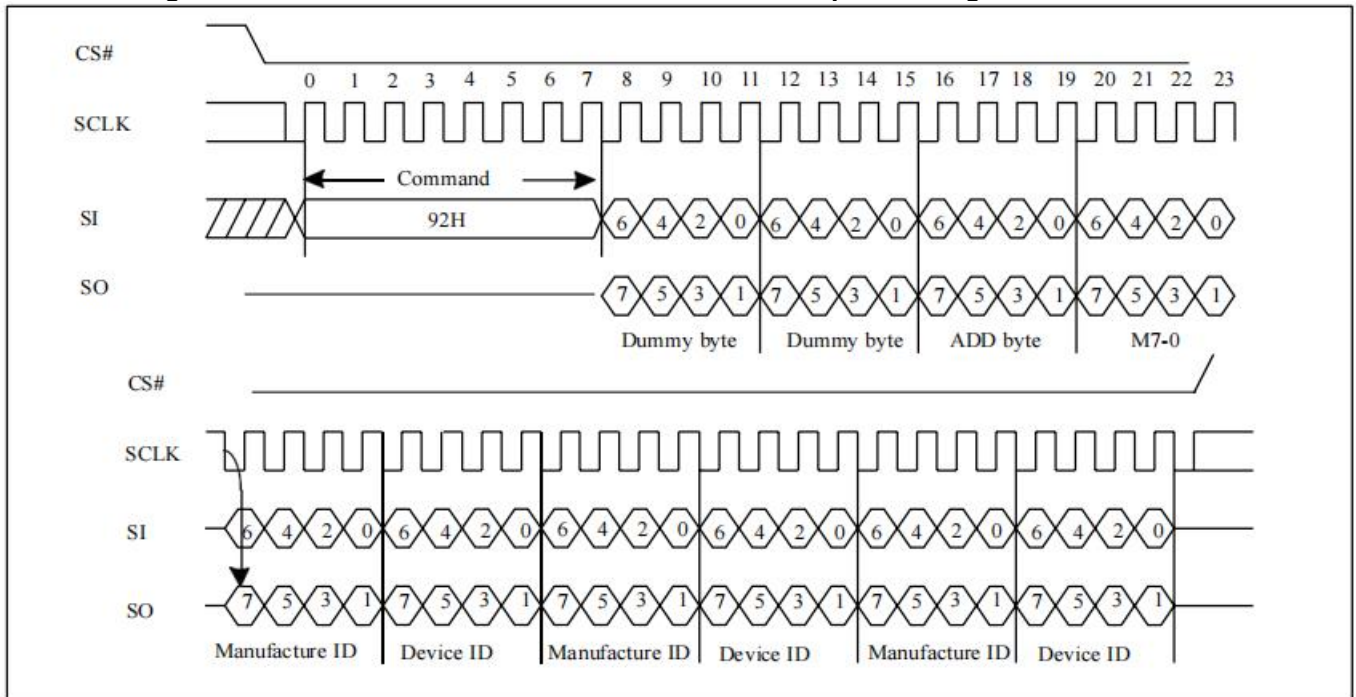 CS#
0 1 2 3 4 5 6 7 8 9 10 11 12 13 14 15 16 17 18 19 20 21 22 23
SCLK
Command
SI 92H 6 4 2 0 6 4 2 0 6 4 2 0 6 4 2 0
SO 7 5 3 1 7 5 3 1 7 5 3 1 7 5 3 1
Dummy byte Dummy byte ADD byte M7-0
CS#
SCLK
SI 6 4 2 0 6 4 2 0 6 4 2 0 6 4 2 0 6 4 2 0 6 4 2 0
SO 7 5 3 1 7 5 3 1 7 5 3 1 7 5 3 1 7 5 3 1 7 5 3 1
Manufacture ID Device ID Manufacture ID Device ID Manufacture ID Device ID